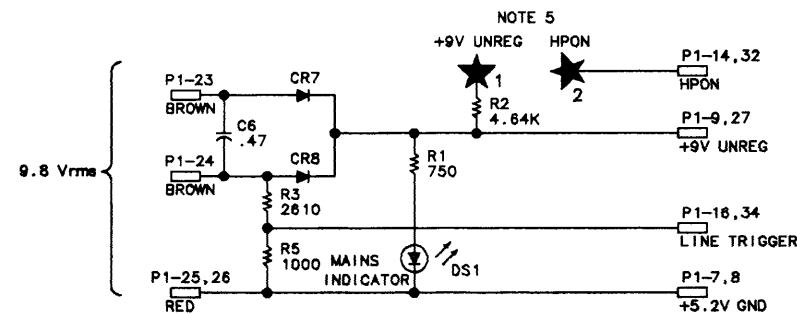 NOTE 5
+9V UNREG
HPON
1
2
P1-14,32
HPON
P1-23
BROWN
CR7
C6
.47
R2
4.64K
P1-9,27
+9V UNREG
9.8 Vrms
P1-24
BROWN
CR8
R1
750
R3
2610
P1-16,34
LINE TRIGGER
R5
1000
MAINS
INDICATOR
DS1
P1-25,26
RED
P1-7,8
+5.2V GND